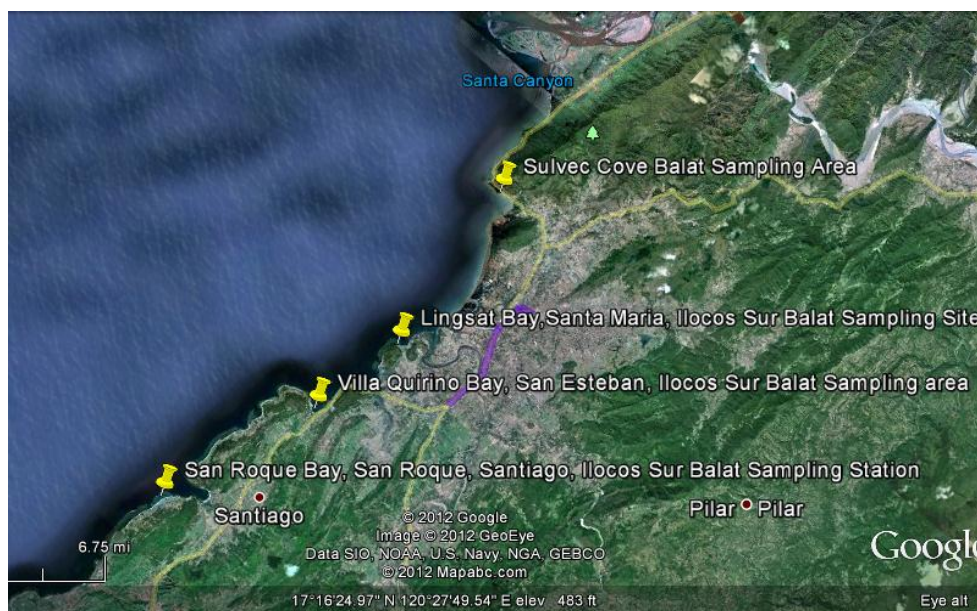 Santa Canyon
Sulvec Cove Balat Sampling Area
Lingsat Bay,Santa Maria, Ilocos Sur Balat Sampling Site
Villa Quirino Bay, San Esteban, Ilocos Sur Balat Sampling area
San Roque Bay, San Roque, Santiago, Ilocos Sur Balat Sampling Station
Santiago
Pilar Pilar
© 2012 Google
Image © 2012 GeoEye
Data SIO, NOAA, U.S. Navy, NGA, GEBCO
© 2012 Mapabc.com
6.75 mi
Google
17°16'24.97" N 120°27'49.54" E elev 483 ft
Eye alt